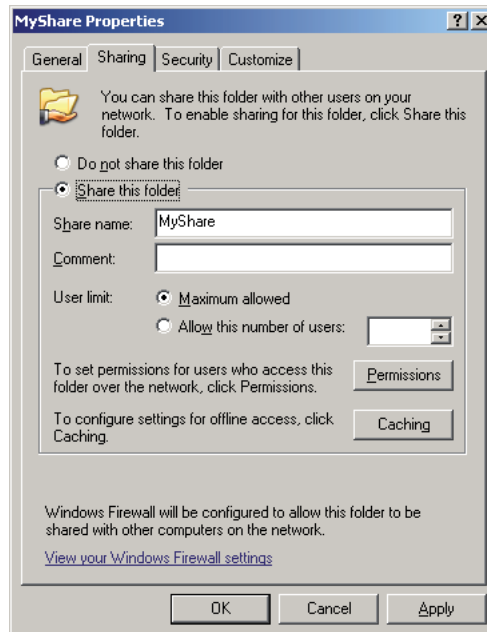 MyShare Properties
General Sharing Security Customize
You can share this folder with other users on your
network. To enable sharing for this folder, click Share this
folder.
Do not share this folder
Share this folder
Share name: MyShare
Comment:
User limit: Maximum allowed
Allow this number of users:
To set permissions for users who access this
folder over the network, click Permissions. Permissions
To configure settings for offline access, click
Caching. Caching
Windows Firewall will be configured to allow this folder to be
shared with other computers on the network.
View your Windows Firewall settings
OK Cancel Apply